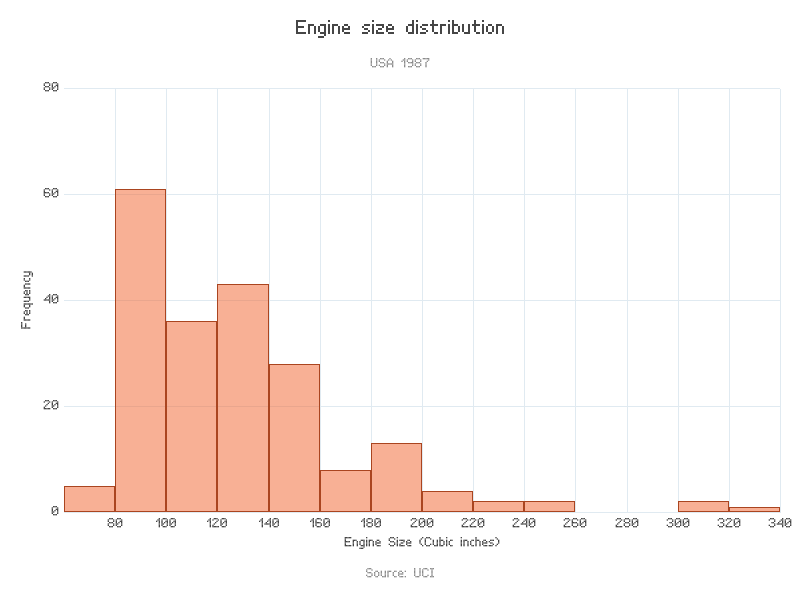 Engine size distribution
USA 1987
80
60
40
20
0
Frequency
80 100 120 140 160 180 200 220 240 260 280 300 320 340
Engine Size (Cubic inches)
Source: UCI